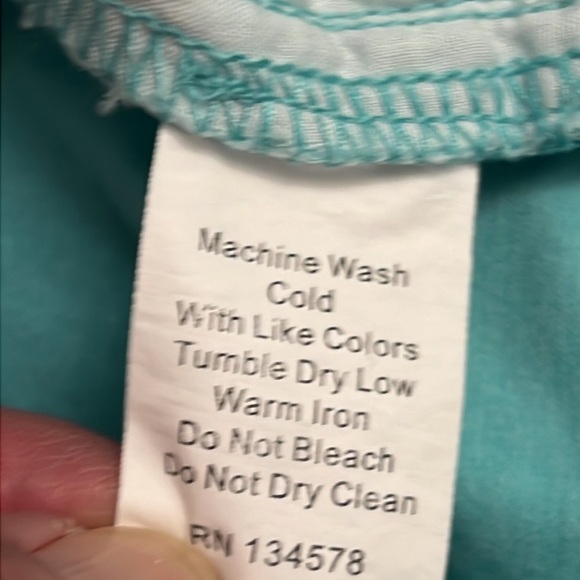 Machine Wash
Cold
With Like Colors
Tumble Dry Low
Warm Iron
Do Not Bleach
Do Not Dry Clean
RN 134578